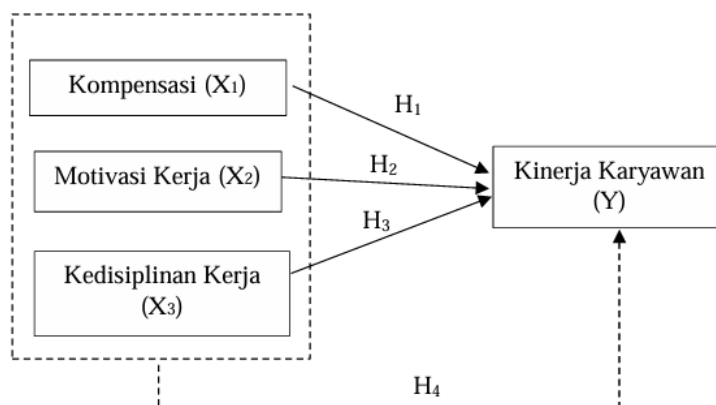 Kompensasi (X₁)
H₁
Motivasi Kerja (X₂)
H₂
Kinerja Karyawan
(Y)
H₃
Kedisiplinan Kerja
(X₃)
H₄